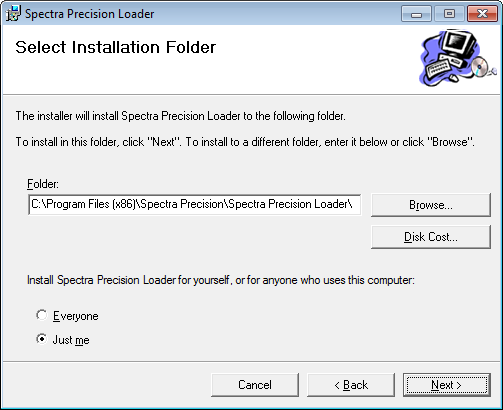 Spectra Precision Loader
Select Installation Folder
The installer will install Spectra Precision Loader to the following folder.
To install in this folder, click "Next". To install to a different folder, enter it below or click "Browse".
Folder:
C:\Program Files (x86)\Spectra Precision\Spectra Precision Loader\
Browse...
Disk Cost...
Install Spectra Precision Loader for yourself, or for anyone who uses this computer:
Everyone
Just me
Cancel
< Back
Next >